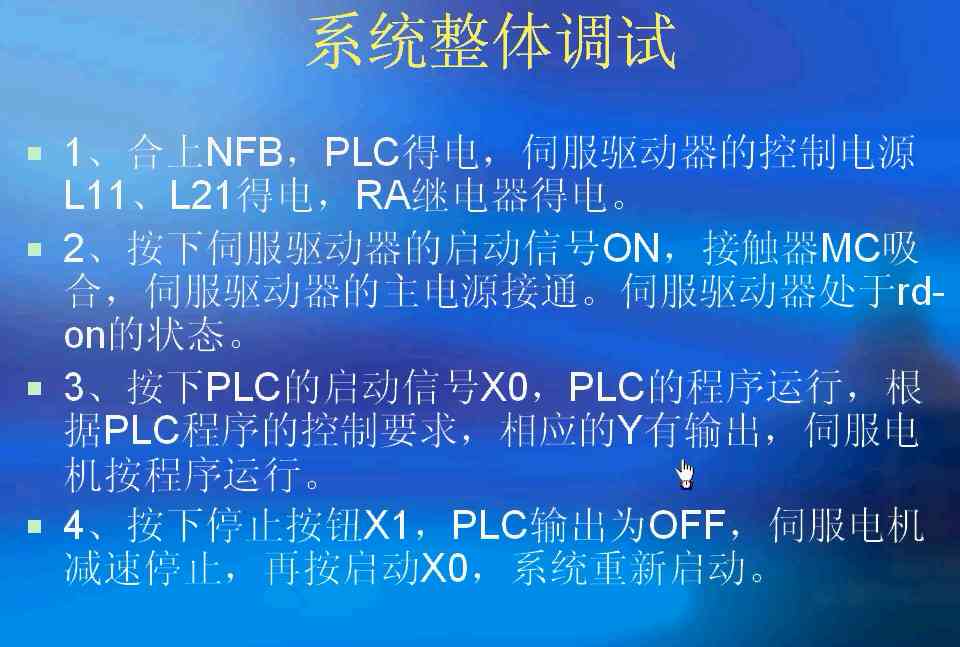 系统整体调试
1、合上NFB，PLC得电，伺服驱动器的控制电源
L11、L21得电，RA继电器得电。
2、按下伺服驱动器的启动信号ON，接触器MC吸
合，伺服驱动器的主电源接通。伺服驱动器处于rd-
on的状态。
3、按下PLC的启动信号X0，PLC的程序运行，根
据PLC程序的控制要求，相应的Y有输出，伺服电
机按程序运行。
4、按下停止按钮X1，PLC输出为OFF，伺服电机
减速停止，再按启动X0，系统重新启动。